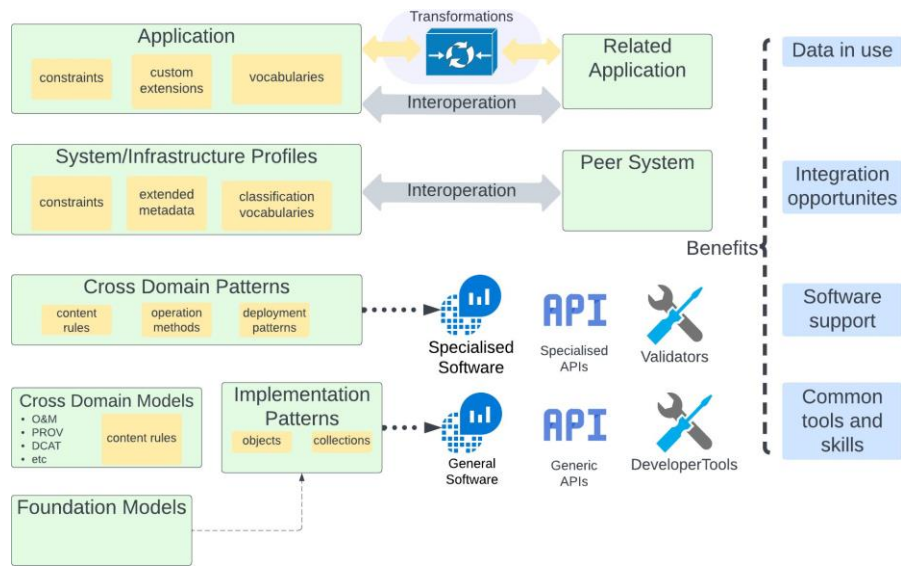 Transformations
Application
constraints
custom
extensions
vocabularies
Related
Application
Interoperation
Data in use
System/Infrastructure Profiles
constraints
extended
metadata
classification
vocabularies
Interoperation
Peer System
Integration
opportunites
Benefits
Cross Domain Patterns
content
rules
operation
methods
deployment
patterns
Specialised
Software
API
Specialised
APIs
Validators
Software
support
Cross Domain Models
• O&M
• PROV
• DCAT
• etc
content rules
Implementation
Patterns
objects
collections
General
Software
API
Generic
APIs
DeveloperTools
Common
tools and
skills
Foundation Models